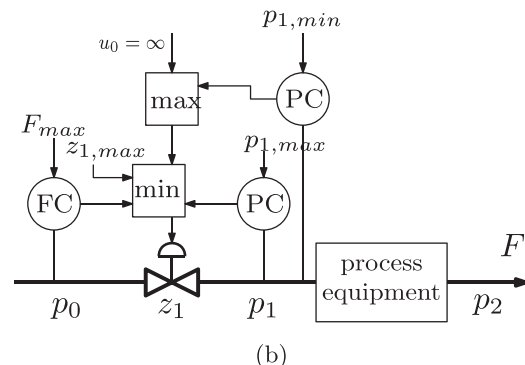 p_{1,min}
u_0 = ∞
max
PC
F_{max}
z_{1,max}
p_{1,max}
FC
min
PC
process
equipment
F
p_0
z_1
p_1
p_2
(b)